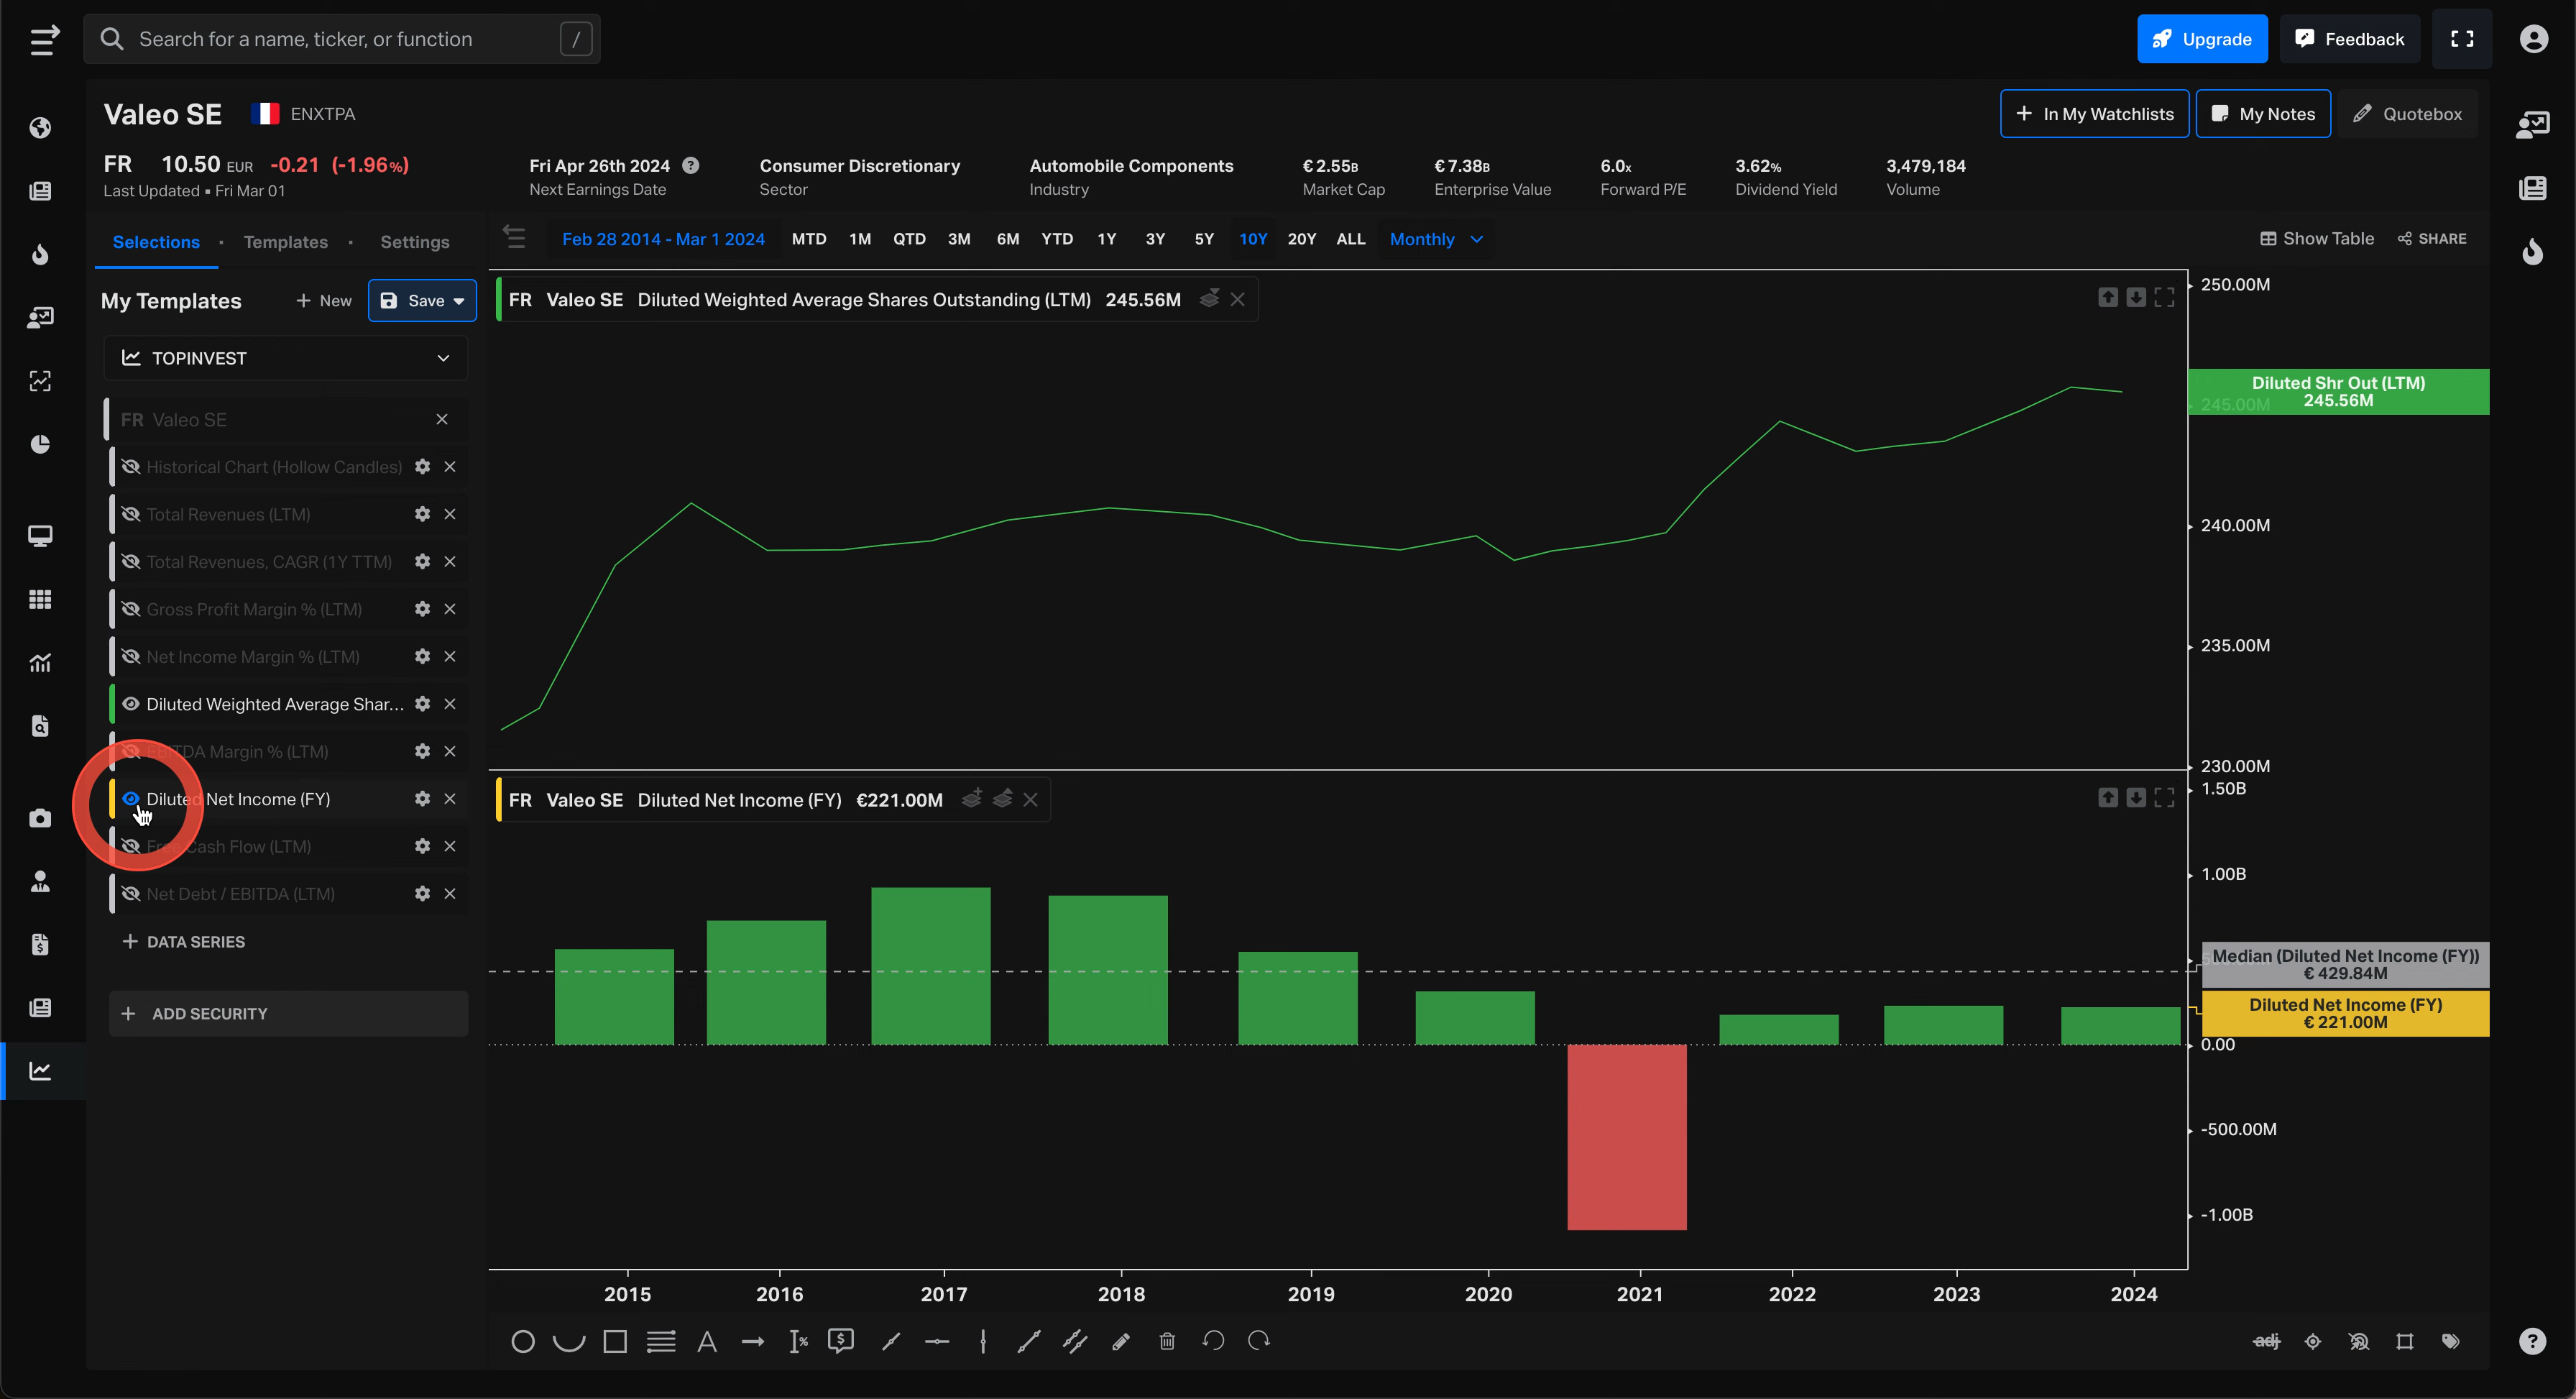 Search for a name, ticker, or function /
Upgrade
Feedback
Valeo SE ENXTPA
In My Watchlists
My Notes
Quotebox
FR 10.50 EUR -0.21 (-1.96%)
Last Updated ▪ Fri Mar 01
Fri Apr 26th 2024
Next Earnings Date
Consumer Discretionary
Sector
Automobile Components
Industry
€2.55B
Market Cap
€7.38B
Enterprise Value
6.0x
Forward P/E
3.62%
Dividend Yield
3,479,184
Volume
Selections · Templates · Settings
Feb 28 2014 - Mar 1 2024 MTD 1M QTD 3M 6M YTD 1Y 3Y 5Y 10Y 20Y ALL Monthly
Show Table SHARE
My Templates + New Save
TOPINVEST
FR Valeo SE
Historical Chart (Hollow Candles)
Total Revenues (LTM)
Total Revenues, CAGR (1Y TTM)
Gross Profit Margin % (LTM)
Net Income Margin % (LTM)
Diluted Weighted Average Shar...
EBITDA Margin % (LTM)
Diluted Net Income (FY)
Free Cash Flow (LTM)
Net Debt / EBITDA (LTM)
+ DATA SERIES
+ ADD SECURITY
FR Valeo SE Diluted Weighted Average Shares Outstanding (LTM) 245.56M
250.00M
Diluted Shr Out (LTM)
245.56M
245.00M
240.00M
235.00M
230.00M
FR Valeo SE Diluted Net Income (FY) €221.00M
1.50B
1.00B
Median (Diluted Net Income (FY))
€ 429.84M
Diluted Net Income (FY)
€ 221.00M
0.00
-500.00M
-1.00B
2015 2016 2017 2018 2019 2020 2021 2022 2023 2024
A
%
$
adj
?